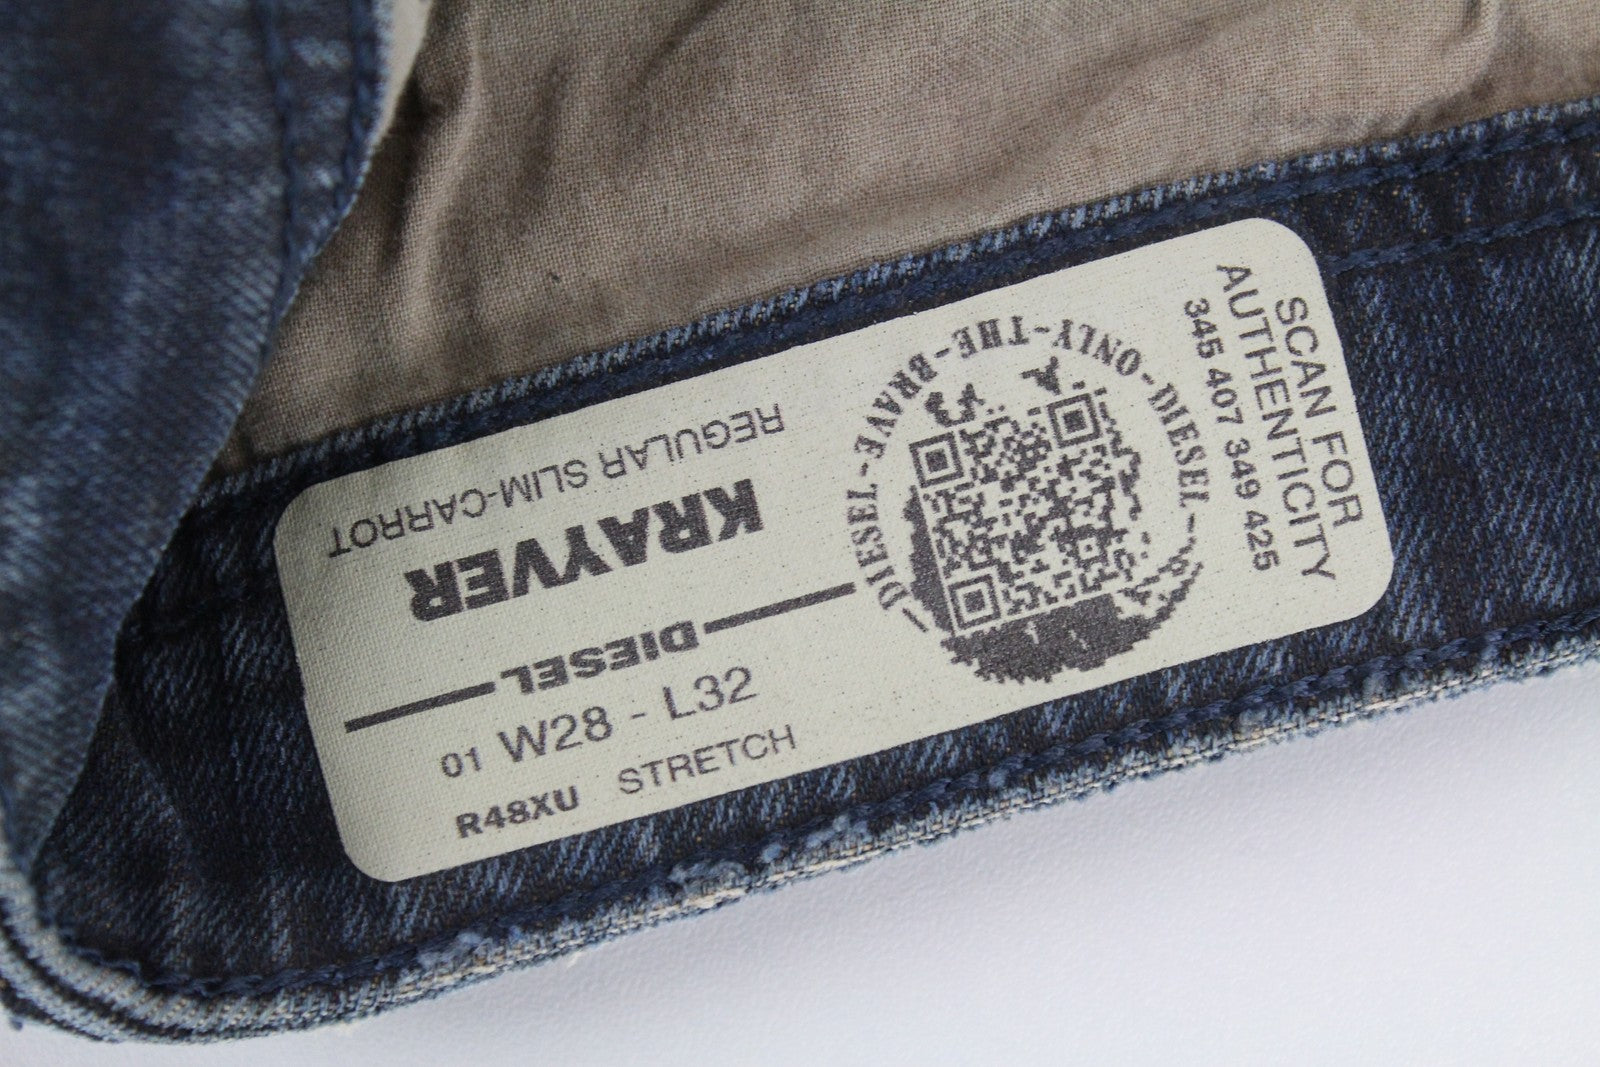 REGULAR SLIM-CARROT
KRAYVER
DIESEL
01 W28 - L32
R48XU STRETCH
DIESEL-ONLY-THE-BRAVE-DIESEL-
SCAN FOR
AUTHENTICITY
345 407 349 425